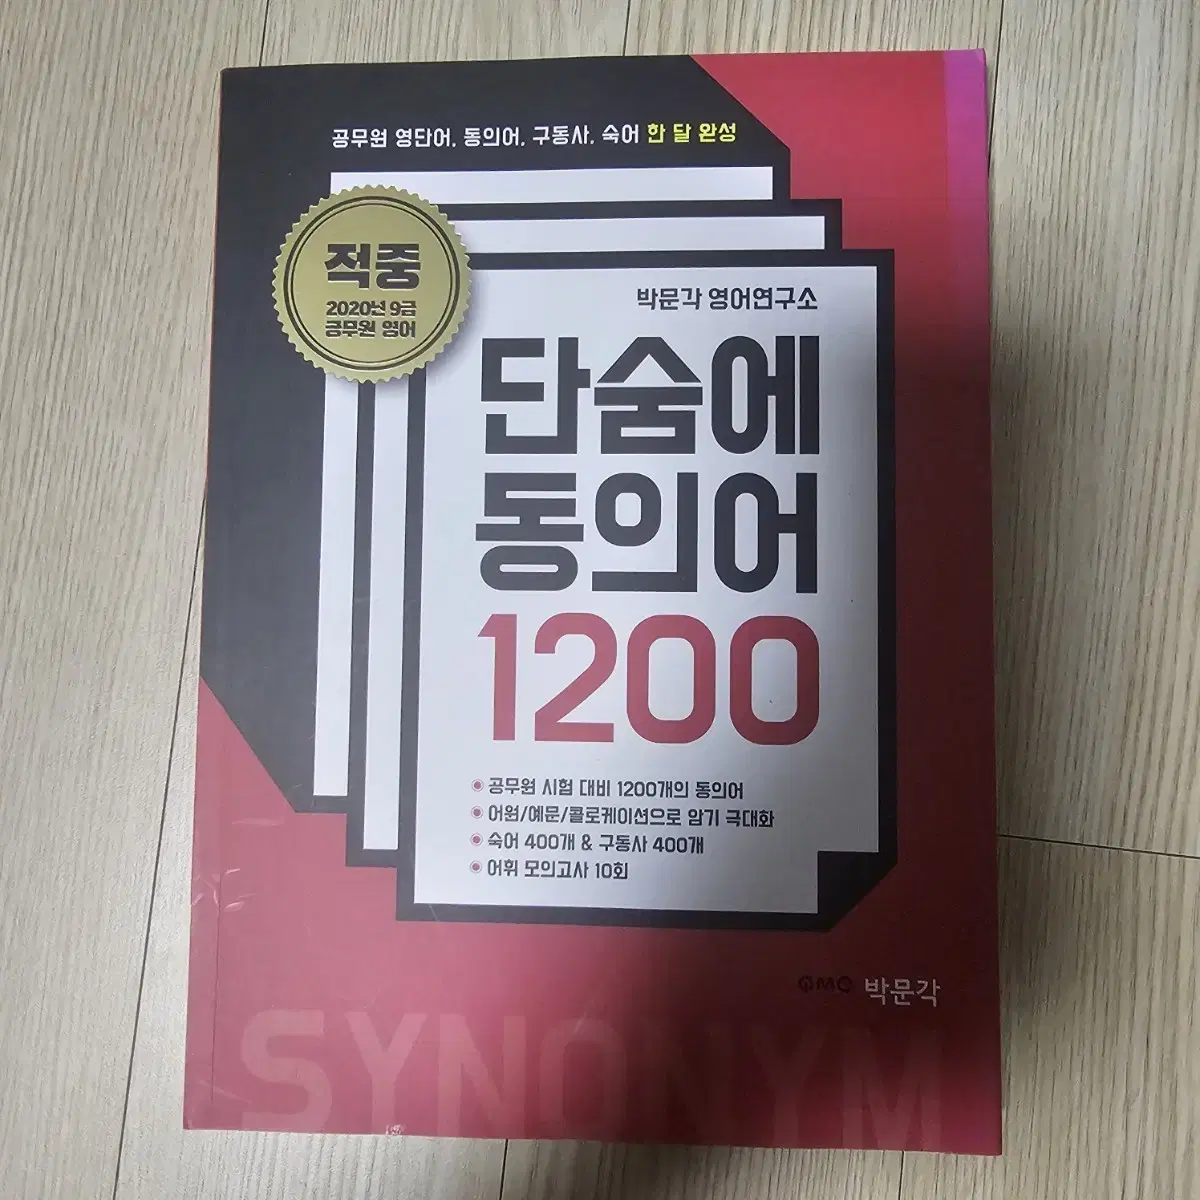 공무원 영단어, 동의어, 구동사, 숙어 한 달 완성
적중
2020년 9급
공무원 영어
박문각 영어연구소
단숨에
동의어
1200
• 공무원 시험 대비 1200개의 동의어
• 어원/예문/콜로케이션으로 암기 극대화
• 숙어 400개 & 구동사 400개
• 어휘 모의고사 10회
PMG 박문각
SYNONYM